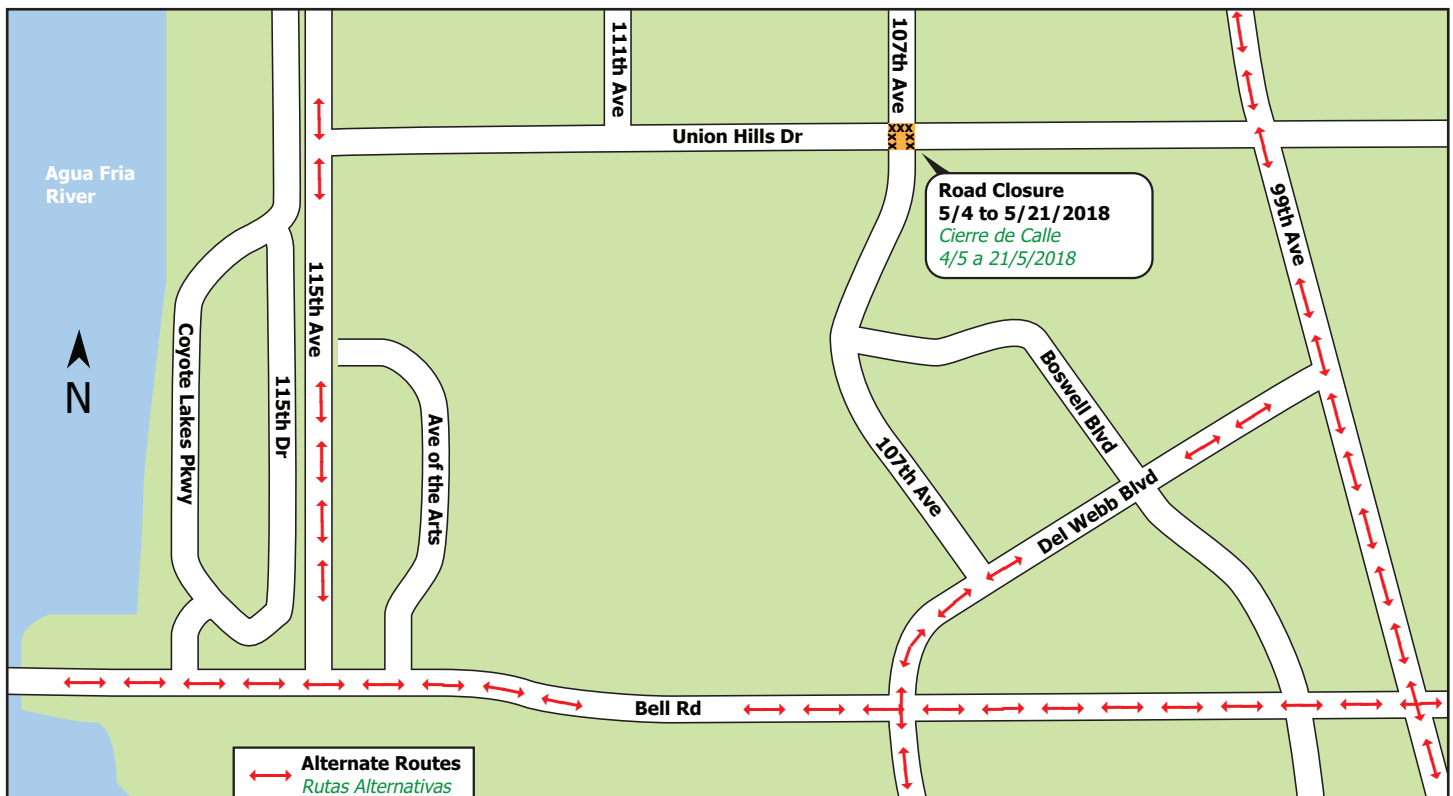 111th Ave
107th Ave
Union Hills Dr
Agua Fria
River
Road Closure
5/4 to 5/21/2018
Cierre de Calle
4/5 a 21/5/2018
99th Ave
115th Ave
Coyote Lakes Pkwy
N
115th Dr
Ave of the Arts
Boswell Blvd
107th Ave
Del Webb Blvd
Bell Rd
Alternate Routes
Rutas Alternativas